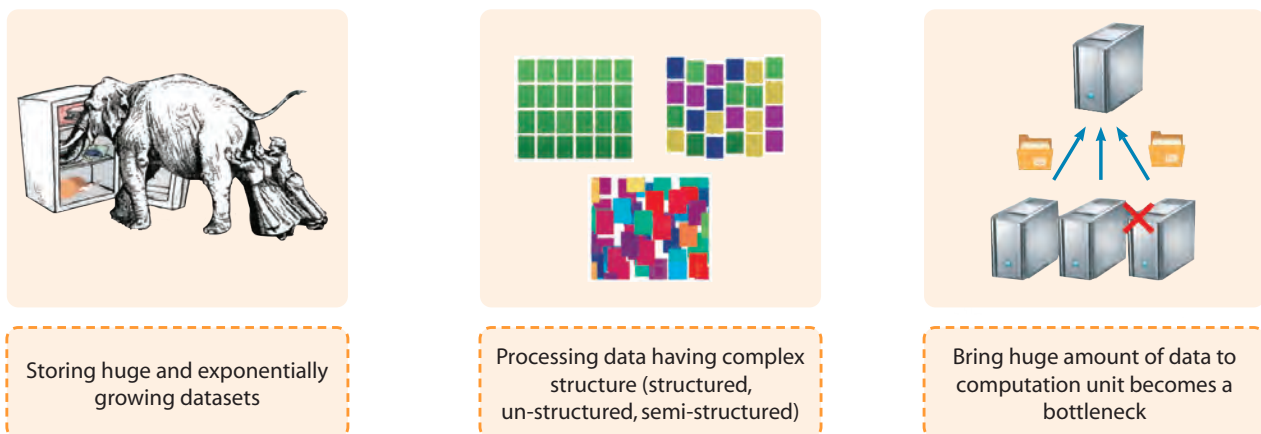 Storing huge and exponentially
growing datasets
Processing data having complex
structure (structured,
un-structured, semi-structured)
Bring huge amount of data to
computation unit becomes a
bottleneck